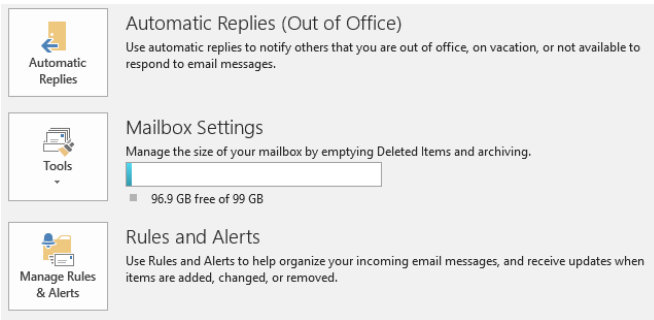 Automatic Replies
Automatic Replies (Out of Office)
Use automatic replies to notify others that you are out of office, on vacation, or not available to
respond to email messages.
Tools
Mailbox Settings
Manage the size of your mailbox by emptying Deleted Items and archiving.
96.9 GB free of 99 GB
Manage Rules
& Alerts
Rules and Alerts
Use Rules and Alerts to help organize your incoming email messages, and receive updates when
items are added, changed, or removed.